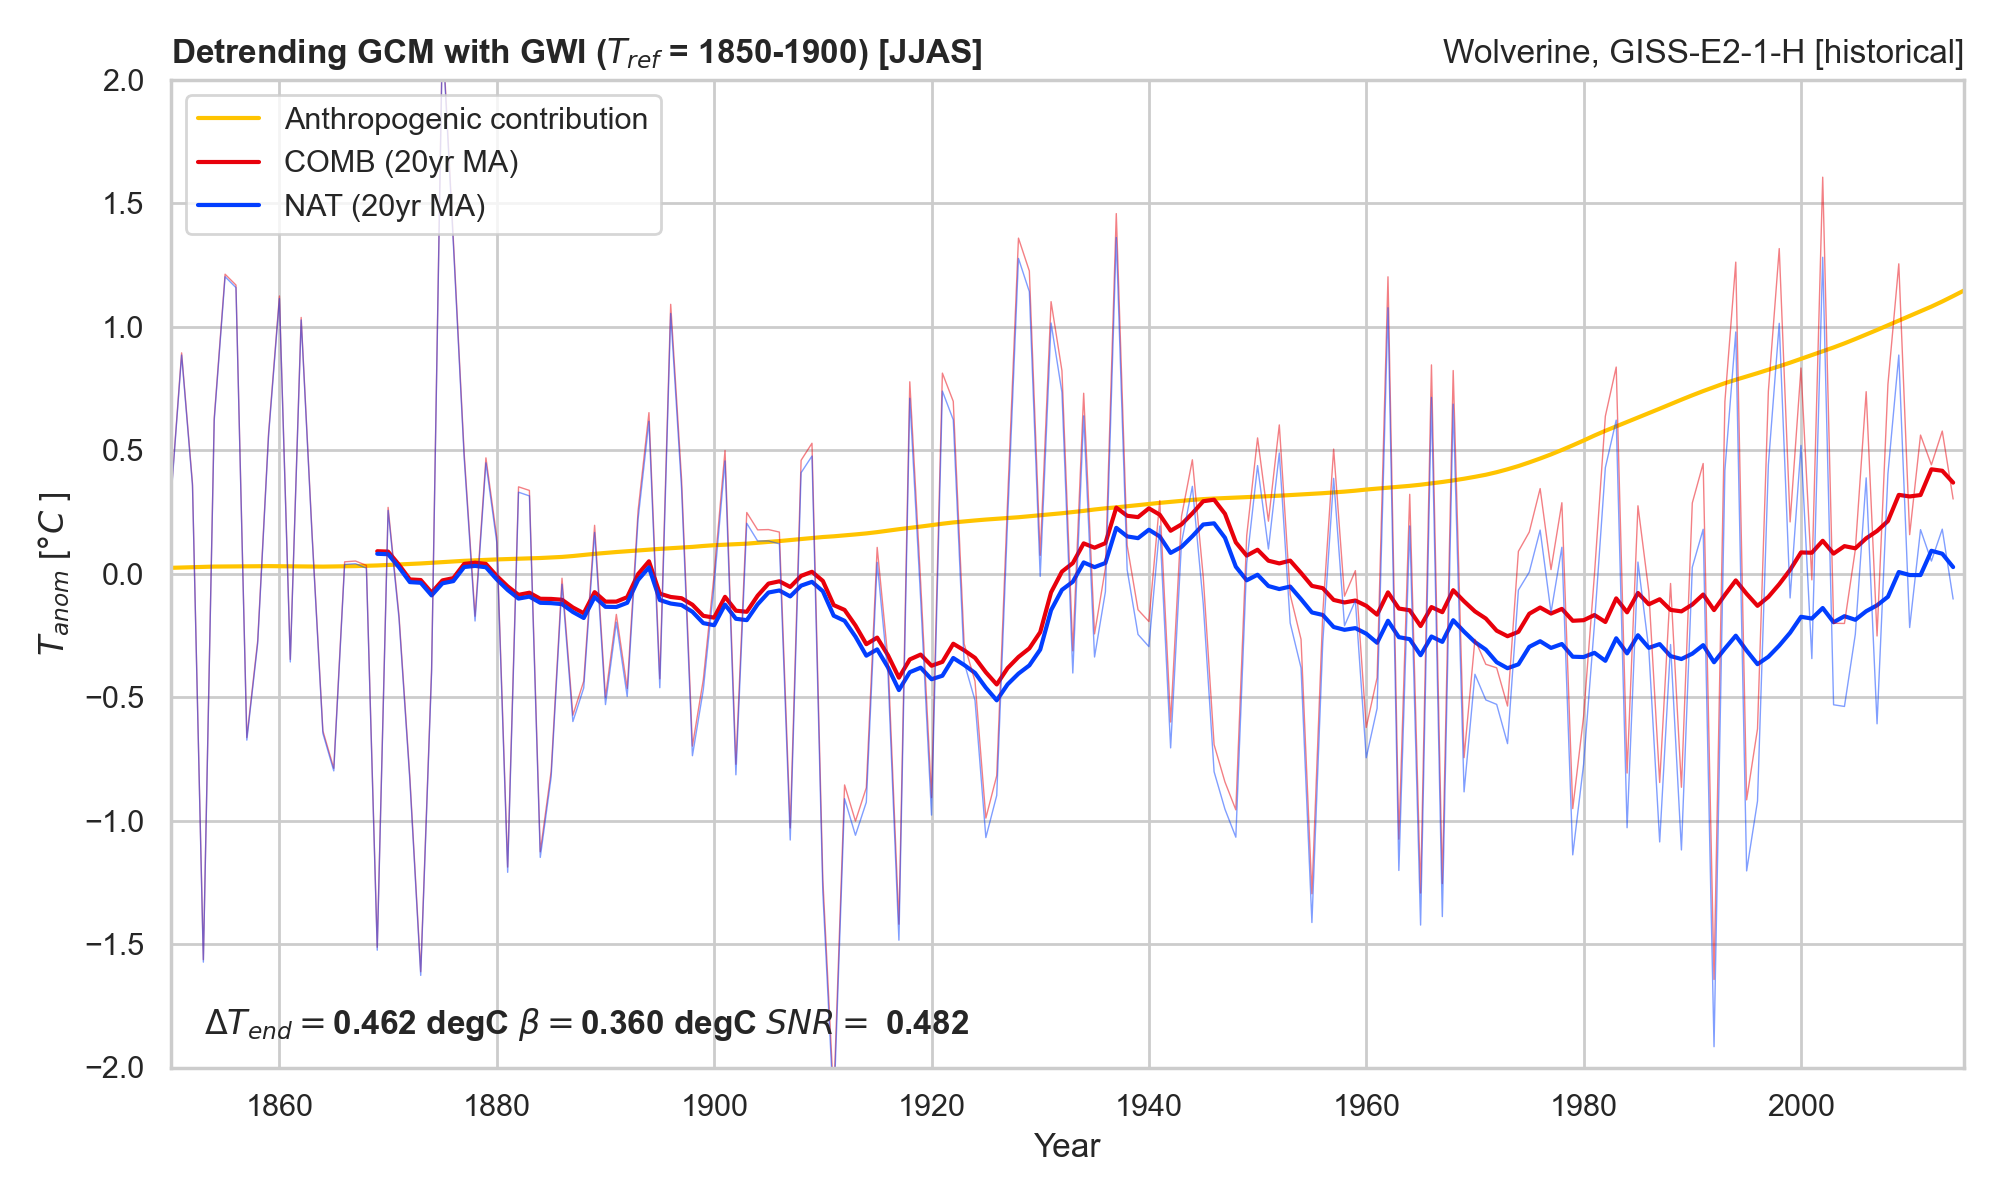 Detrending GCM with GWI (T_ref = 1850-1900) [JJAS]
Wolverine, GISS-E2-1-H [historical]
Anthropogenic contribution
COMB (20yr MA)
NAT (20yr MA)
2.0
1.5
1.0
0.5
0.0
−0.5
−1.0
−1.5
−2.0
T_anom [°C]
ΔT_end = 0.462 degC β = 0.360 degC SNR = 0.482
1860 1880 1900 1920 1940 1960 1980 2000
Year